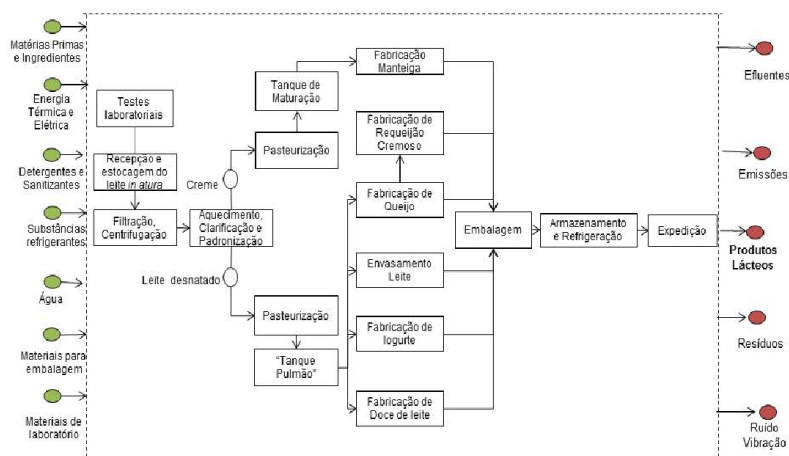 Matérias Primas
e Ingredientes
Energia
Térmica e
Elétrica
Detergentes e
Sanitizantes
Substâncias
refrigerantes
Água
Materiais para
embalagem
Materiais de
laboratório
Testes
laboratoriais
Recepção e
estocagem do
leite in atura
Filtração,
Centrifugação
Aquecimento,
Clarificação e
Padronização
Creme
Leite desnatado
Pasteurização
Tanque de
Maturação
Pasteurização
"Tanque
Pulmão"
Fabricação
Manteiga
Fabricação de
Requeijão
Cremoso
Fabricação de
Queijo
Envasamento
Leite
Fabricação de
Iogurte
Fabricação de
Doce de leite
Embalagem
Armazenamento
e Refrigeração
Expedição
Efluentes
Emissões
Produtos
Lácteos
Resíduos
Ruído
Vibração